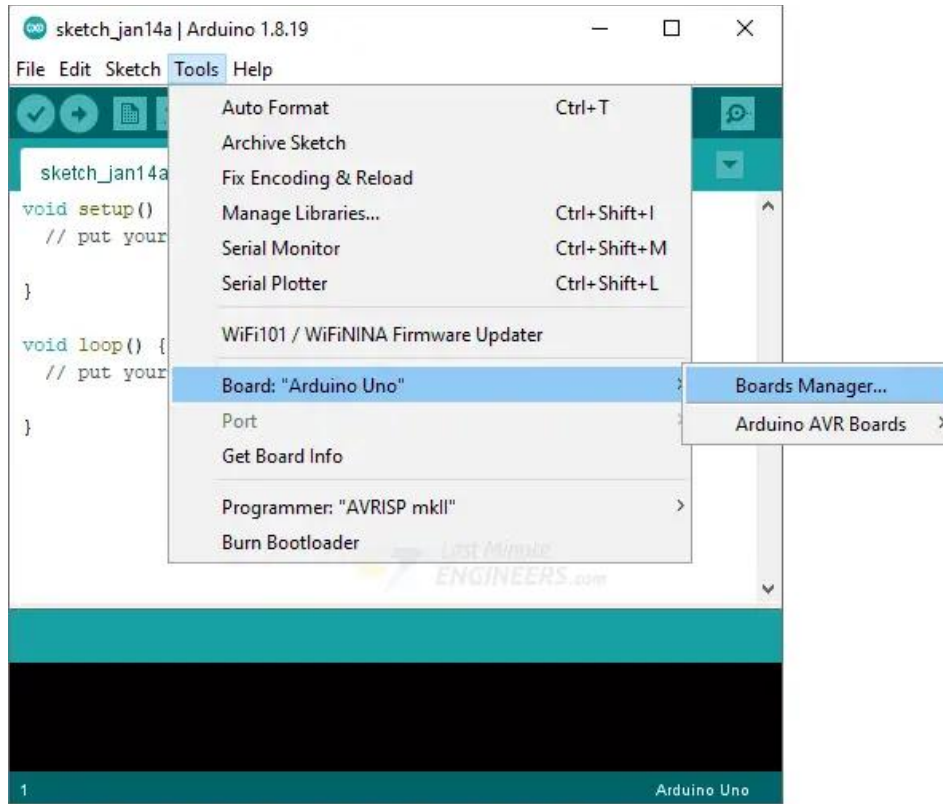 sketch_jan14a | Arduino 1.8.19
File Edit Sketch Tools Help
Auto Format Ctrl+T
Archive Sketch
sketch_jan14a
Fix Encoding & Reload
void setup()
Manage Libraries... Ctrl+Shift+I
// put your
Serial Monitor Ctrl+Shift+M
Serial Plotter Ctrl+Shift+L
}
WiFi101 / WiFiNINA Firmware Updater
void loop() {
// put your
Board: "Arduino Uno" Boards Manager...
Port Arduino AVR Boards
}
Get Board Info
Programmer: "AVRISP mkII"
Burn Bootloader
Last Minute
ENGINEERS.com
1 Arduino Uno